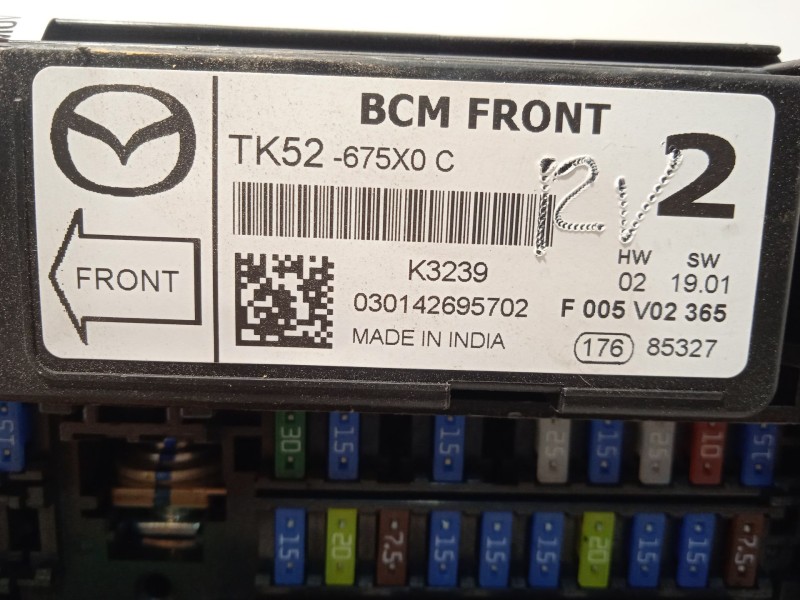 BCM FRONT
TK52 -675X0 C
2
12V
FRONT
K3239
HW SW
02 19.01
030142695702
F 005 V02 365
MADE IN INDIA
176 85327
15 30 15 15 25 15 25 10 15
15 20 7.5 15 15 15 20 15 15 7.5